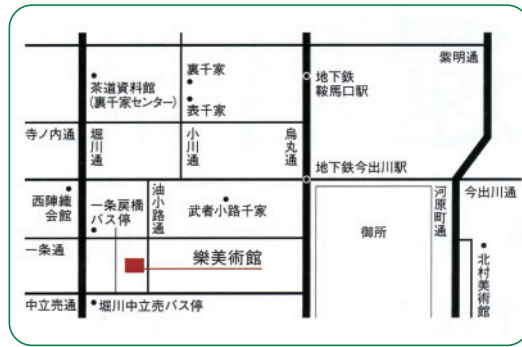 紫明通
裏千家
茶道資料館
(裏千家センター)
地下鉄
鞍馬口駅
表千家
寺ノ内通
堀川通
小川通
烏丸通
地下鉄今出川駅
西陣織
会館
一条戻橋
バス停
油小路通
武者小路千家
河原町通
今出川通
御所
一条通
樂美術館
北村美術館
中立売通
堀川中立売バス停